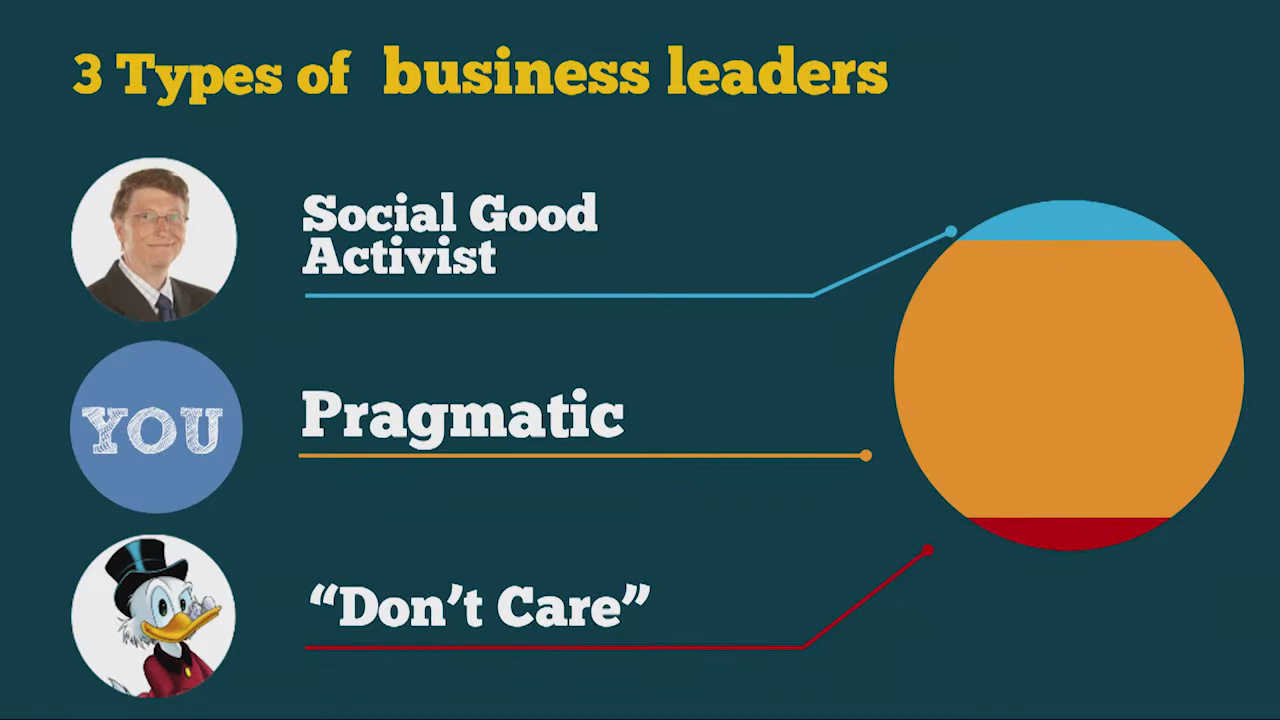 3 Types of business leaders
Social Good
Activist
YOU
Pragmatic
“Don’t Care”